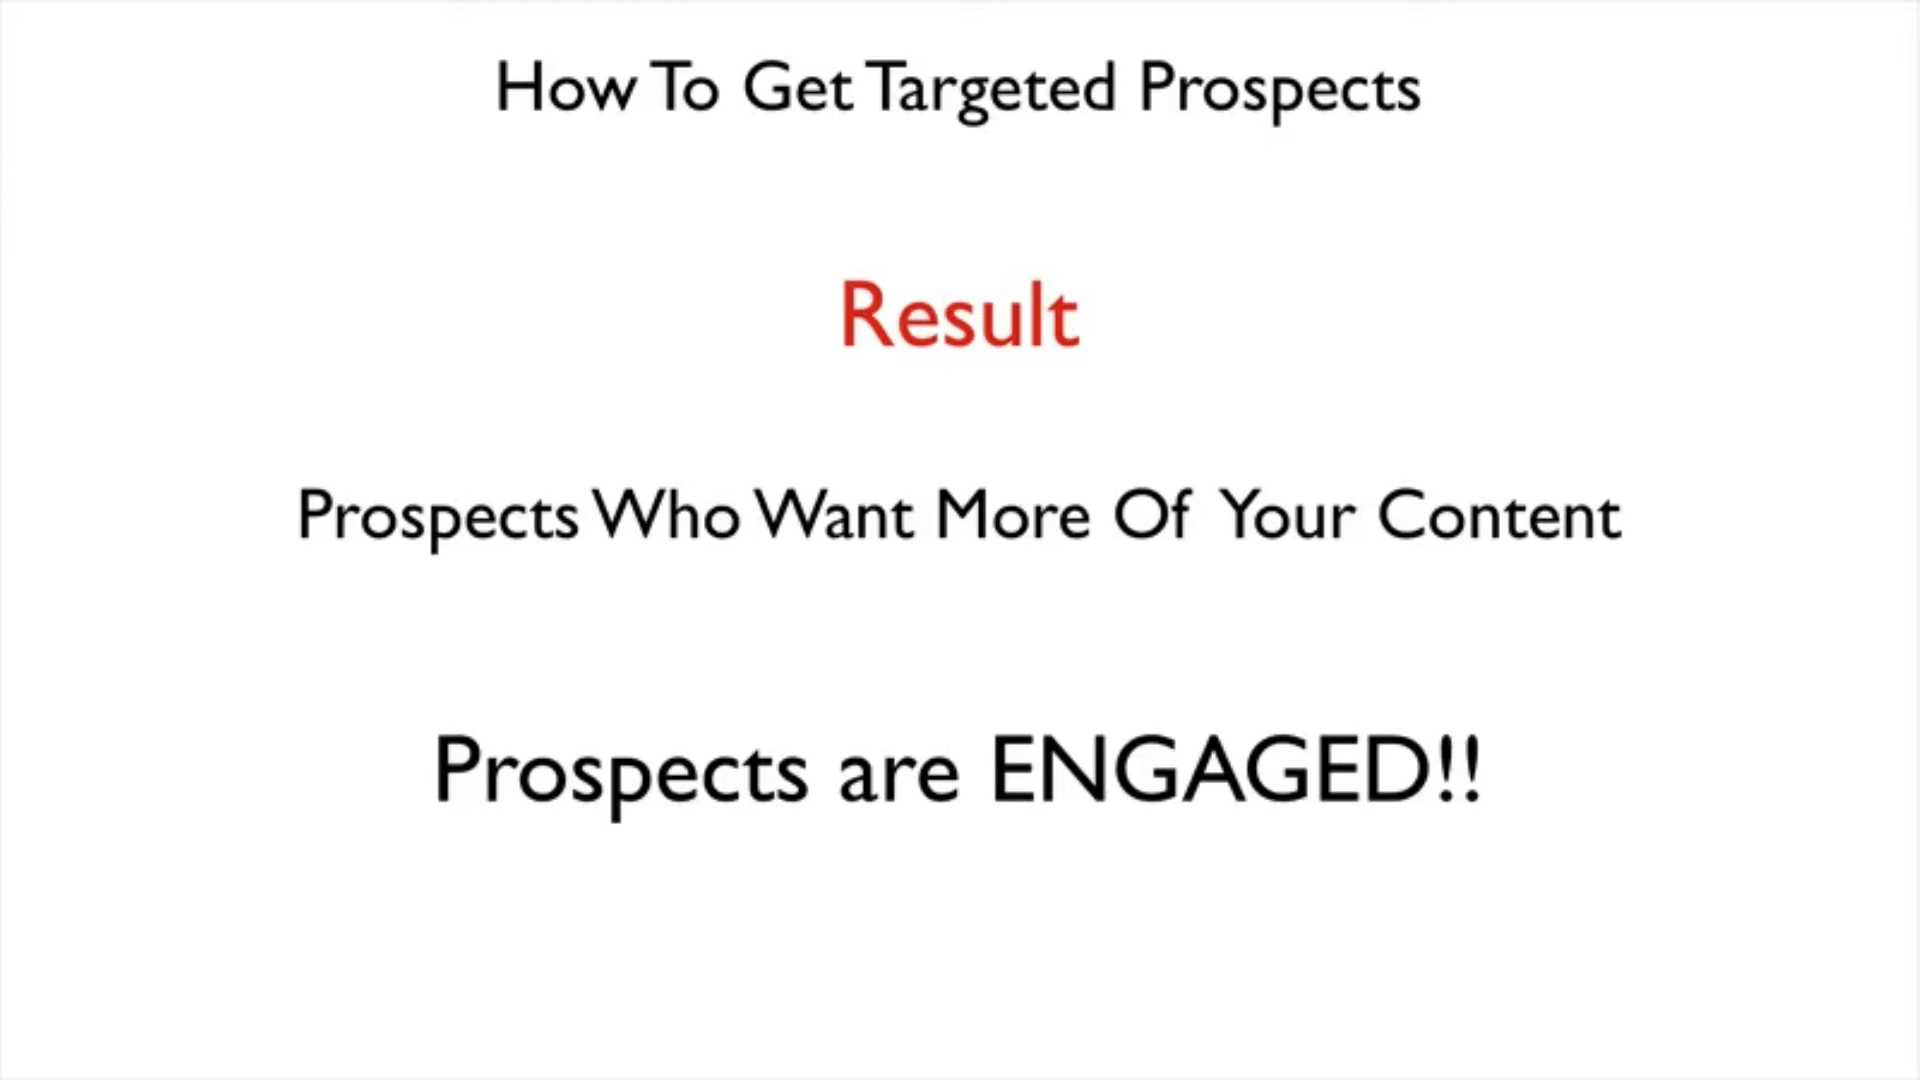 How To Get Targeted Prospects
Result
Prospects Who Want More Of Your Content
Prospects are ENGAGED!!